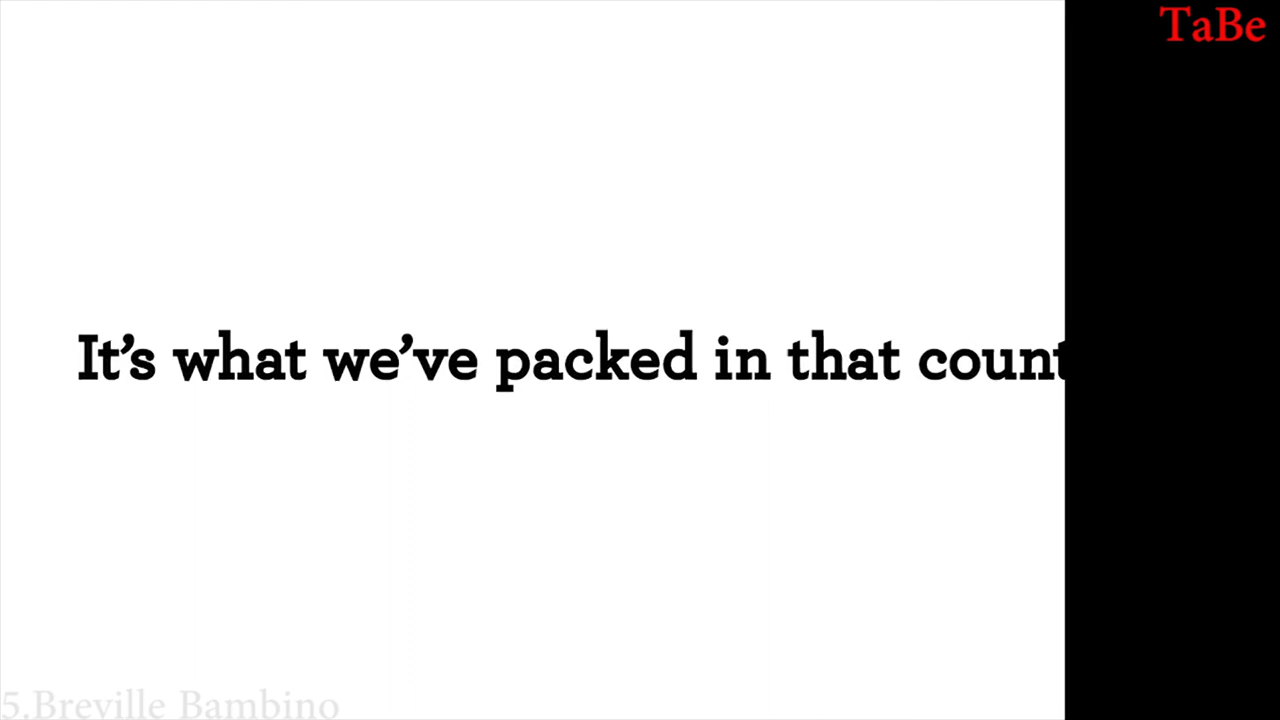 TaBe
It’s what we’ve packed in that count
5.Breville Bambino